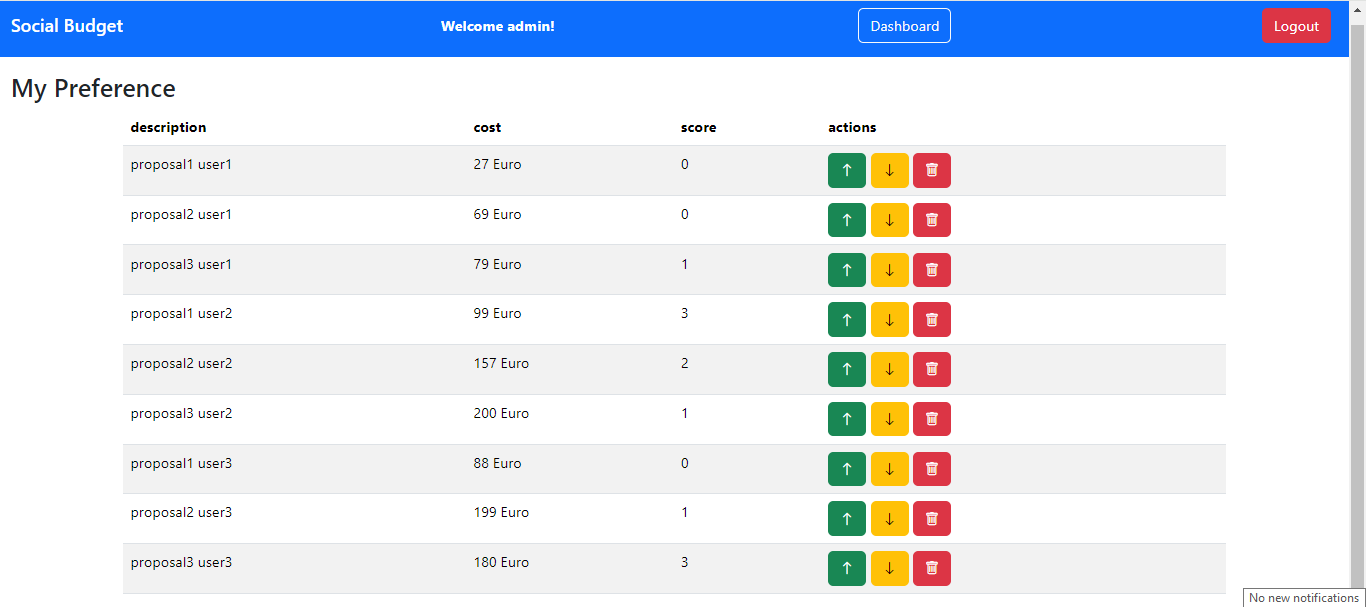 Social Budget Welcome admin! Dashboard Logout
My Preference
description cost score actions
proposal1 user1 27 Euro 0
proposal2 user1 69 Euro 0
proposal3 user1 79 Euro 1
proposal1 user2 99 Euro 3
proposal2 user2 157 Euro 2
proposal3 user2 200 Euro 1
proposal1 user3 88 Euro 0
proposal2 user3 199 Euro 1
proposal3 user3 180 Euro 3
No new notifications